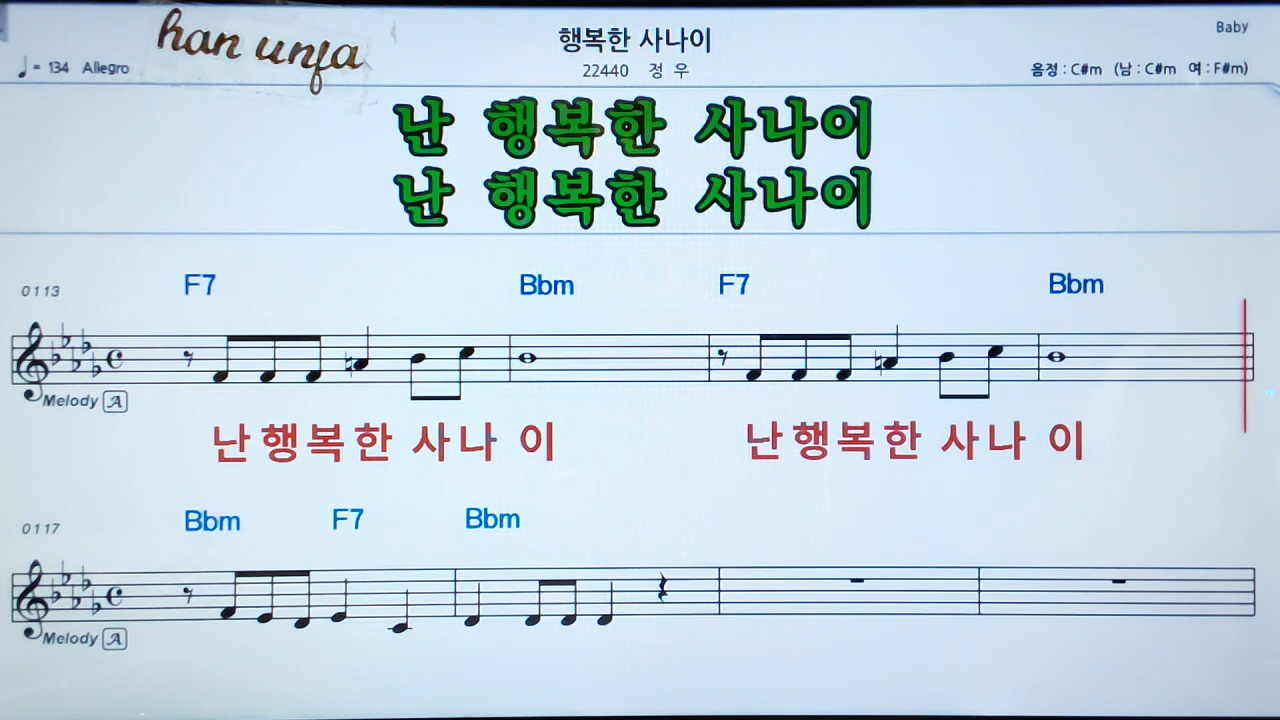 han unfa
행복한 사나이
Baby
♩= 134 Allegro
22440 정 우
음정 : C#m (남 : C#m 여 : F#m)
난 행복한 사나이
난 행복한 사나이
0113
F7 Bbm F7 Bbm
Melody A
난행복한 사나 이 난행복한 사나 이
0117
Bbm F7 Bbm
Melody A